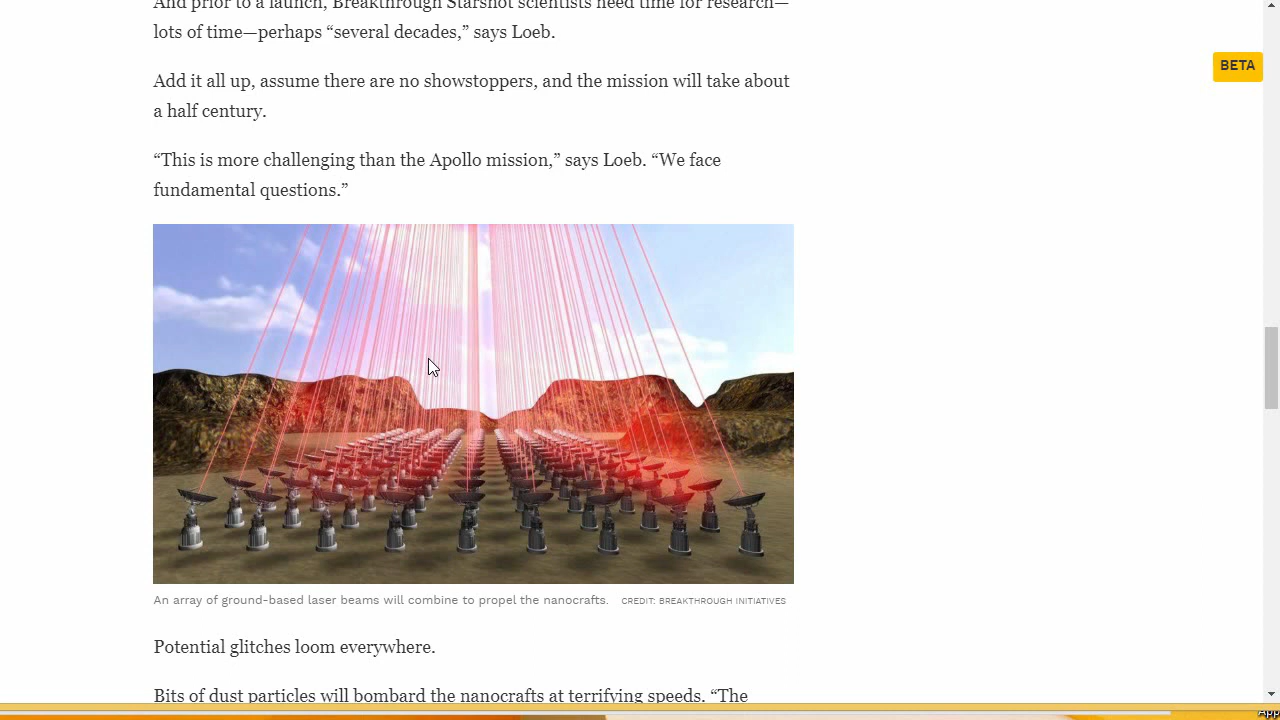 And prior to a launch, Breakthrough Starshot scientists need time for research—
lots of time—perhaps “several decades,” says Loeb.
BETA
Add it all up, assume there are no showstoppers, and the mission will take about
a half century.
“This is more challenging than the Apollo mission,” says Loeb. “We face
fundamental questions.”
An array of ground-based laser beams will combine to propel the nanocrafts. CREDIT: BREAKTHROUGH INITIATIVES
Potential glitches loom everywhere.
Bits of dust particles will bombard the nanocrafts at terrifying speeds. “The
App